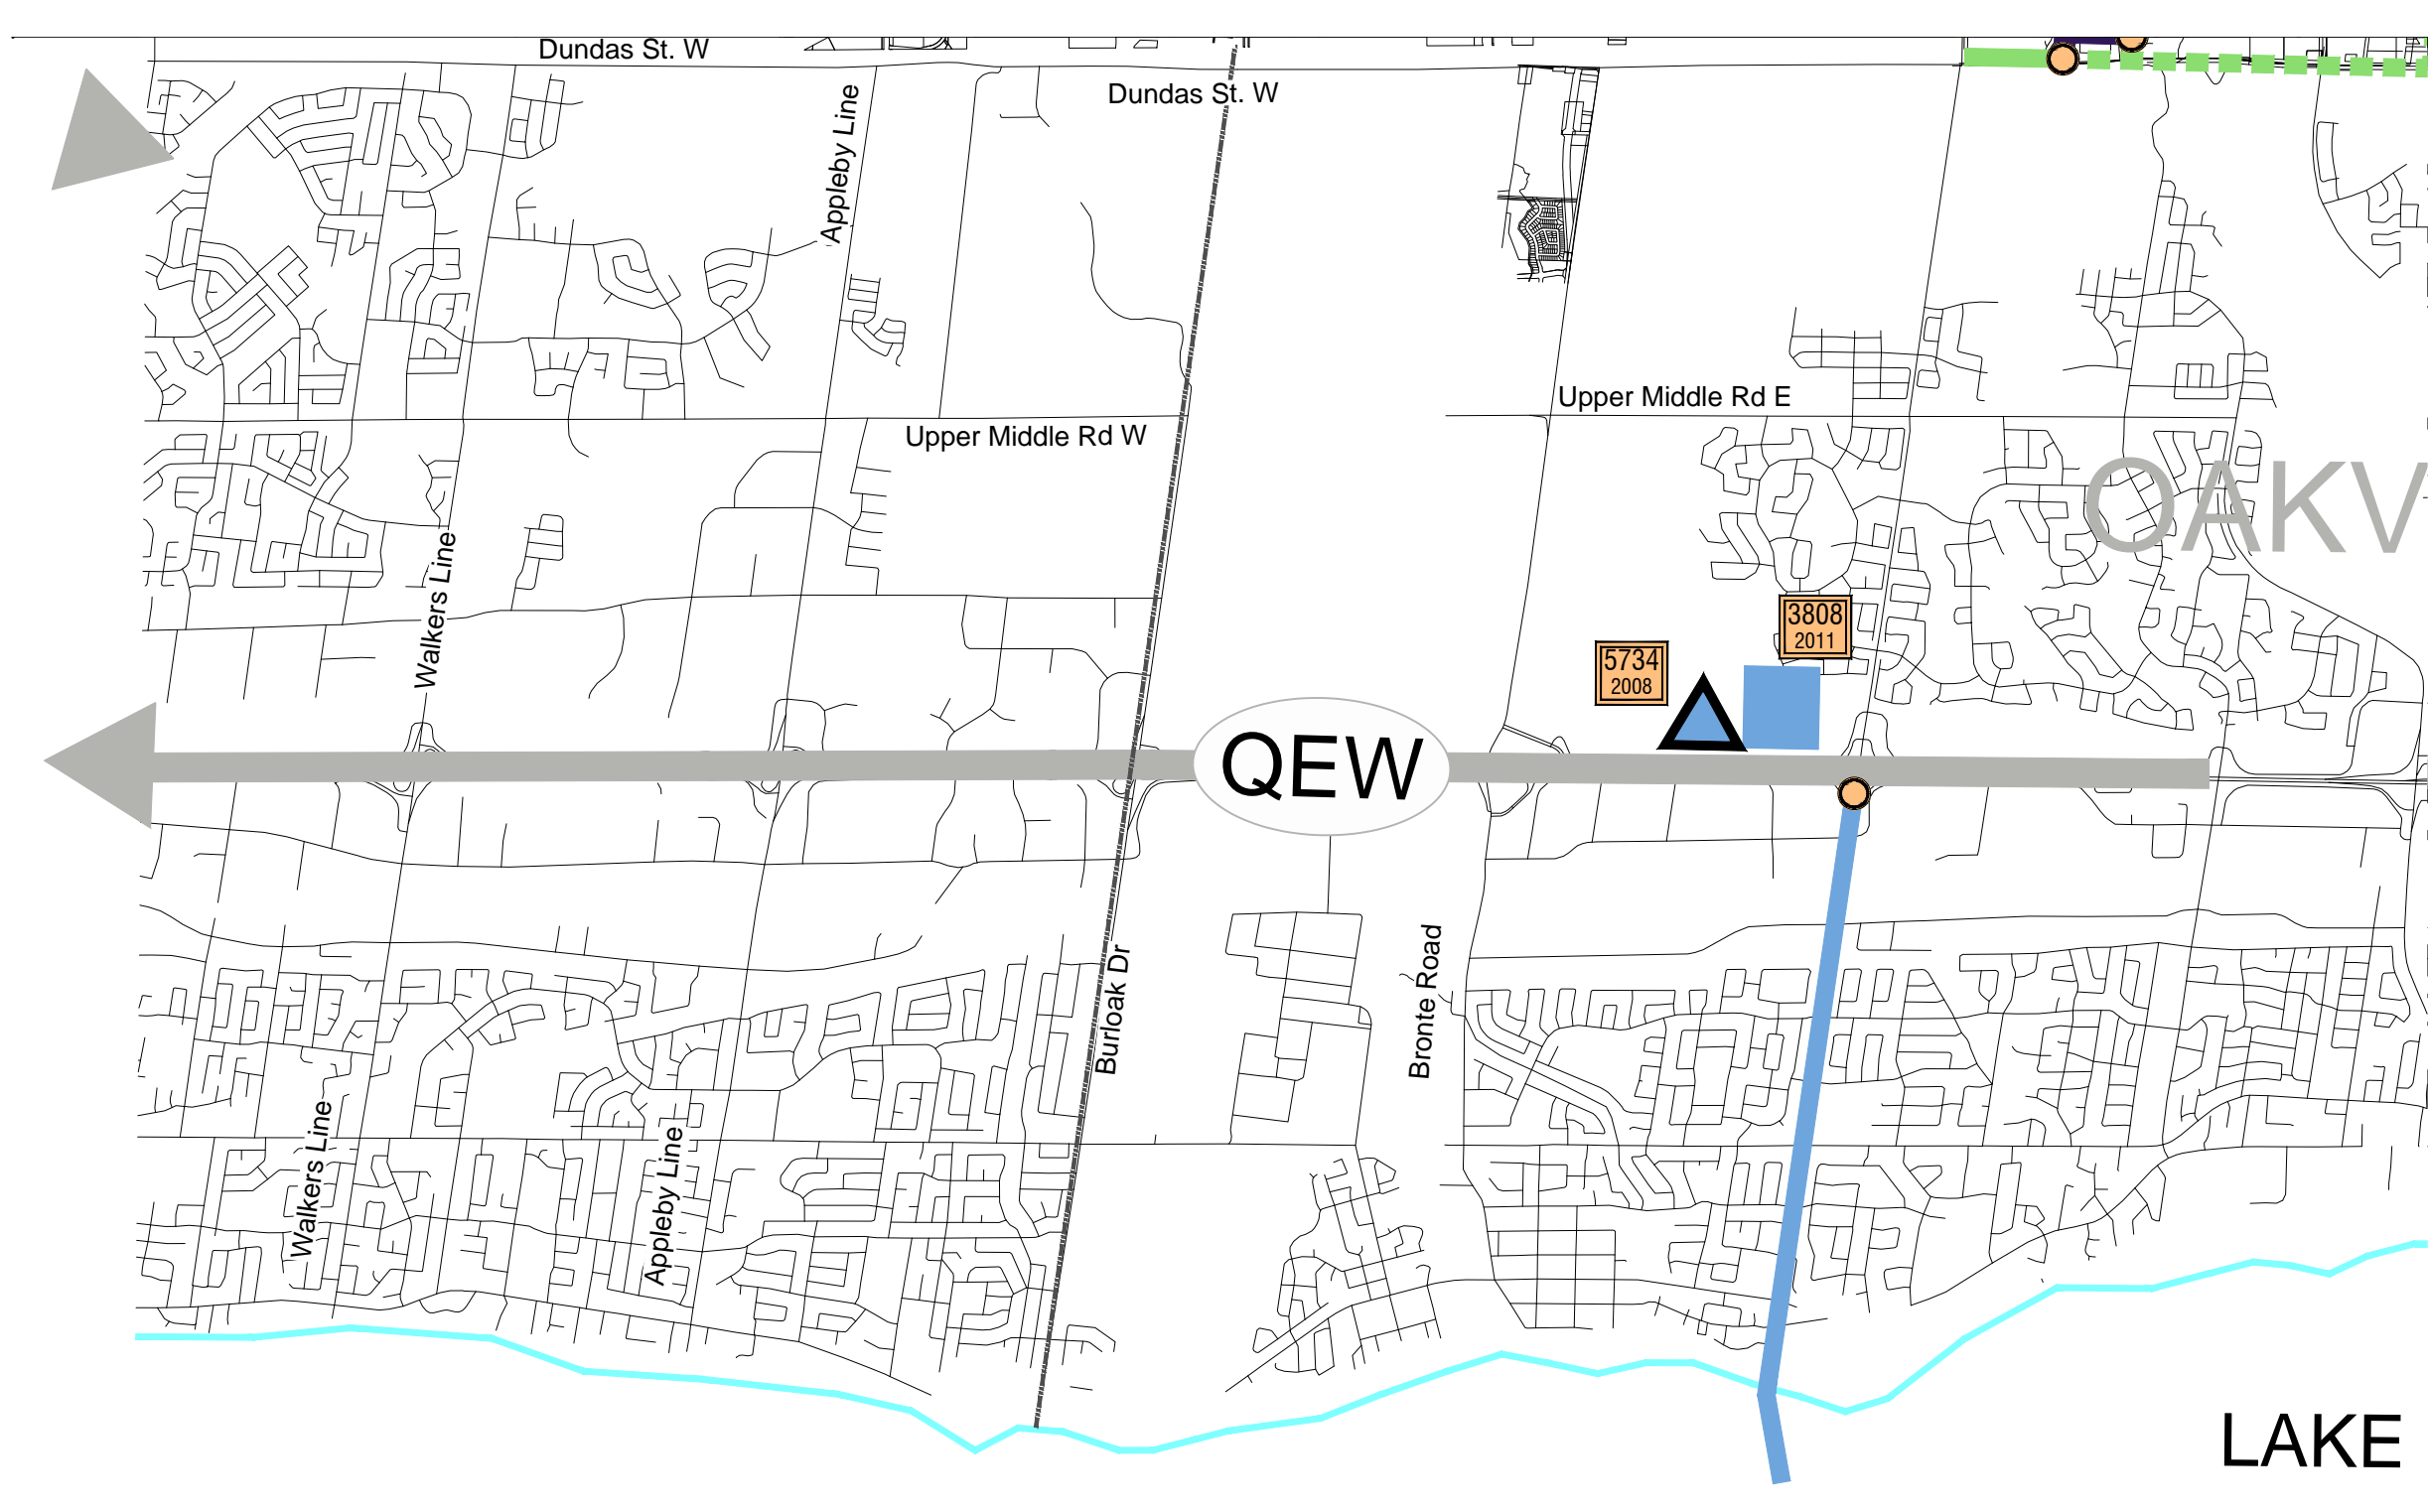 Dundas St. W
Dundas St. W
Appleby Line
Upper Middle Rd E
Upper Middle Rd W
OAKV
Walkers Line
3808
2011
5734
2008
QEW
Burloak Dr
Bronte Road
Walkers Line
Appleby Line
LAKE